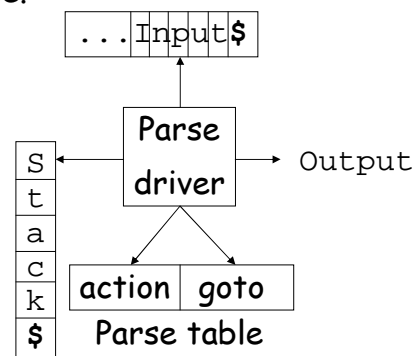 ...Input$
Parse
driver
Output
S
t
a
c
k
$
action goto
Parse table